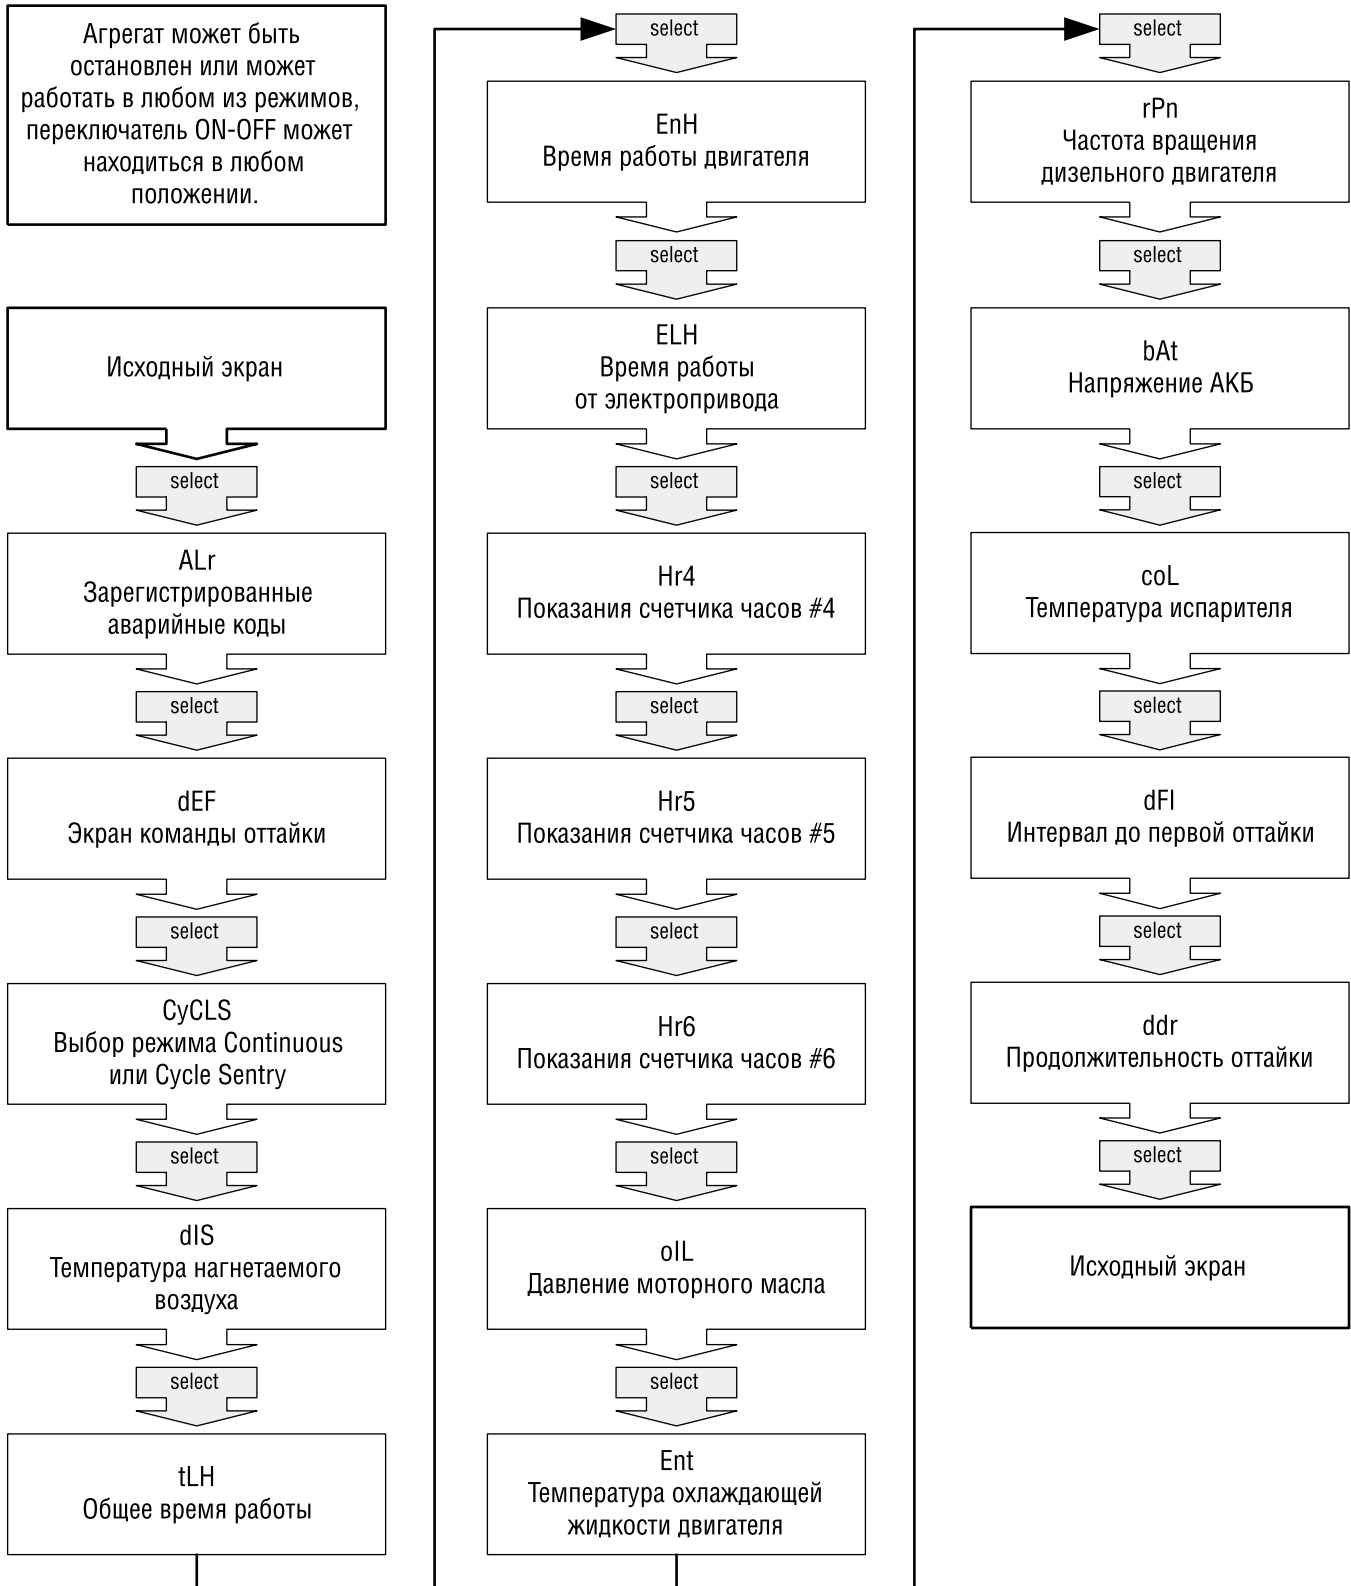 Агрегат может быть
остановлен или может
работать в любом из режимов,
переключатель ON-OFF может
находиться в любом
положении.
Исходный экран
select
ALr
Зарегистрированные
аварийные коды
select
dEF
Экран команды оттайки
select
CyCLS
Выбор режима Continuous
или Cycle Sentry
select
dIS
Температура нагнетаемого
воздуха
select
tLH
Общее время работы
select
EnH
Время работы двигателя
select
ELH
Время работы
от электропривода
select
Hr4
Показания счетчика часов #4
select
Hr5
Показания счетчика часов #5
select
Hr6
Показания счетчика часов #6
select
oIL
Давление моторного масла
select
Ent
Температура охлаждающей
жидкости двигателя
select
rPn
Частота вращения
дизельного двигателя
select
bAt
Напряжение АКБ
select
coL
Температура испарителя
select
dFI
Интервал до первой оттайки
select
ddr
Продолжительность оттайки
select
Исходный экран